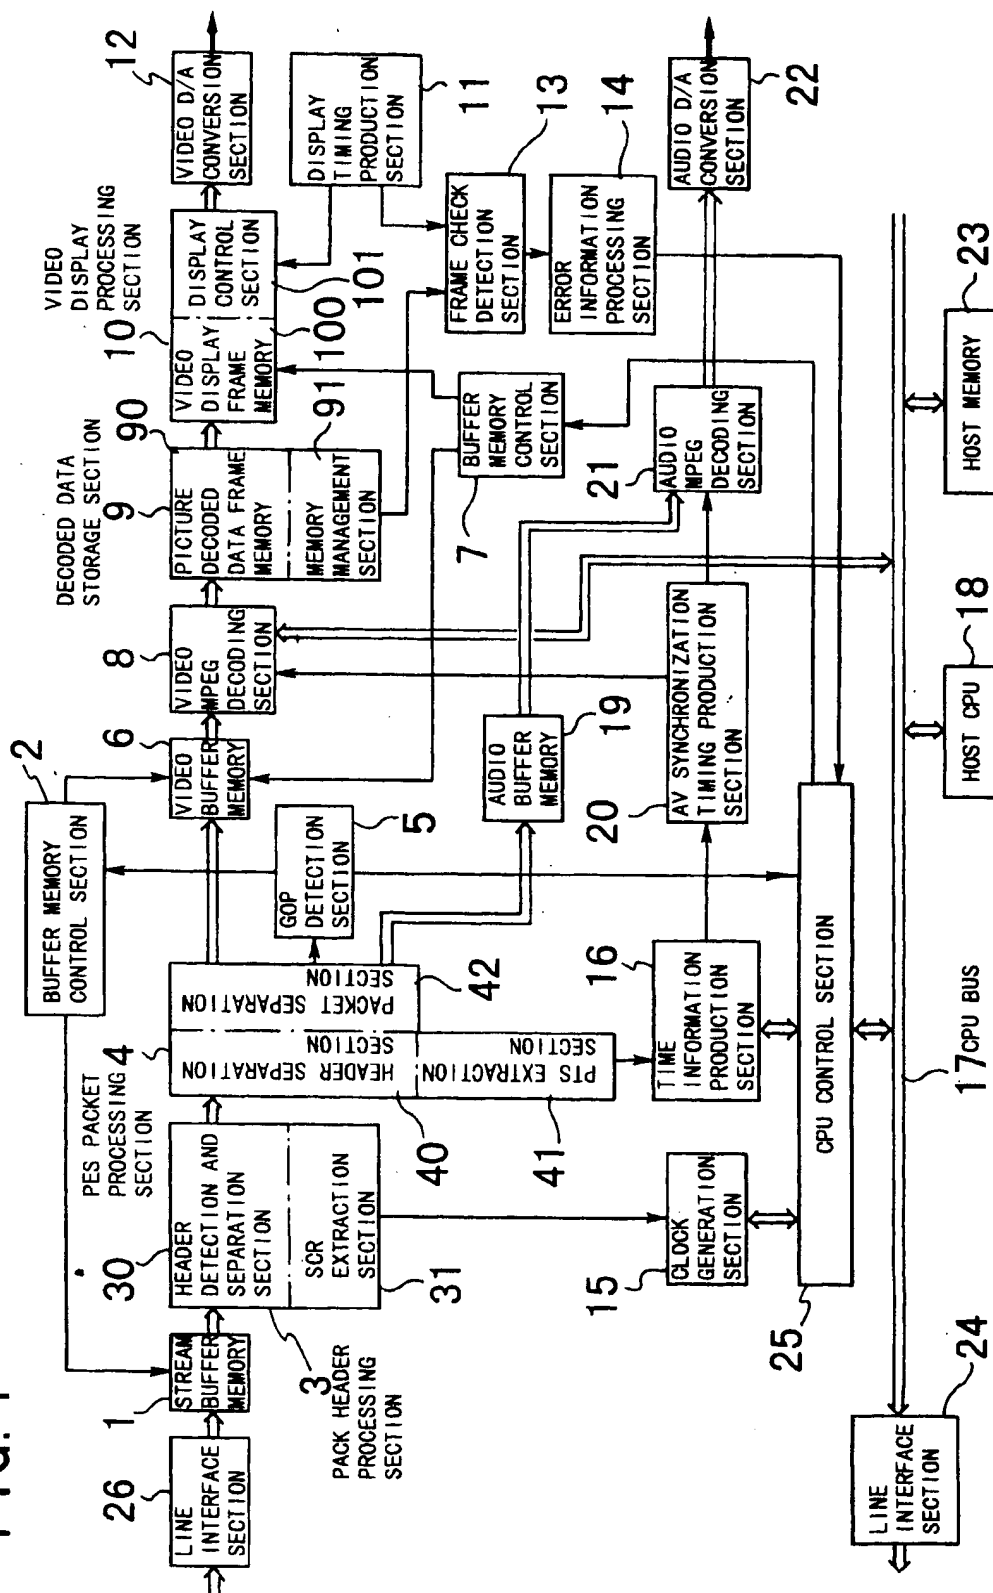 FIG. 1
LINE
INTERFACE
SECTION
26
STREAM
BUFFER
MEMORY
1
BUFFER MEMORY
CONTROL SECTION
2
HEADER
DETECTION AND
SEPARATION
SECTION
30
SCR
EXTRACTION
SECTION
31
3
PACK HEADER
PROCESSING
SECTION
PES PACKET
PROCESSING
SECTION
4
HEADER SEPARATION
SECTION
40
PACKET SEPARATION
SECTION
42
PTS EXTRACTION
SECTION
41
GOP
DETECTION
SECTION
5
VIDEO
BUFFER
MEMORY
6
VIDEO
MPEG
DECODING
SECTION
8
DECODED DATA
STORAGE SECTION
9
90
PICTURE
DECODED
DATA FRAME
MEMORY
MEMORY
MANAGEMENT
SECTION
91
VIDEO
DISPLAY
PROCESSING
SECTION
10
VIDEO
DISPLAY
FRAME
MEMORY
100
DISPLAY
CONTROL
SECTION
101
VIDEO D/A
CONVERSION
SECTION
12
DISPLAY
TIMING
PRODUCTION
SECTION
11
FRAME CHECK
DETECTION
SECTION
13
ERROR
INFORMATION
PROCESSING
SECTION
14
BUFFER
MEMORY
CONTROL
SECTION
7
AUDIO
BUFFER
MEMORY
19
AUDIO
MPEG
DECODING
SECTION
21
AUDIO D/A
CONVERSION
SECTION
22
CLOCK
GENERATION
SECTION
15
TIME
INFORMATION
PRODUCTION
SECTION
16
AV SYNCHRONIZATION
TIMING PRODUCTION
SECTION
20
CPU CONTROL SECTION
25
17 CPU BUS
LINE
INTERFACE
SECTION
24
HOST CPU
18
HOST MEMORY
23